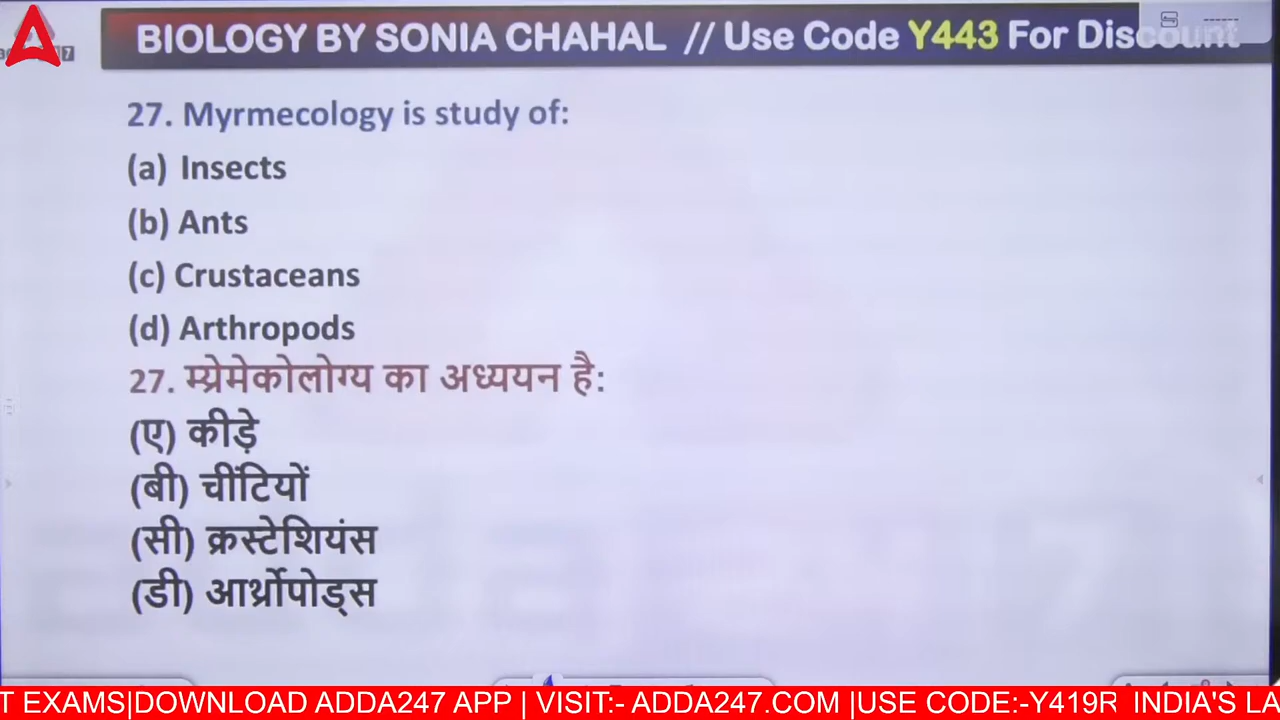 BIOLOGY BY SONIA CHAHAL // Use Code Y443 For Discount
27. Myrmecology is study of:
(a) Insects
(b) Ants
(c) Crustaceans
(d) Arthropods
27. म्य्रेमेकोलोग्य का अध्ययन है:
(ए) कीड़े
(बी) चींटियों
(सी) क्रस्टेशियंस
(डी) आर्थ्रोपोड्स
T EXAMS|DOWNLOAD ADDA247 APP | VISIT:- ADDA247.COM |USE CODE:-Y419R INDIA'S LA